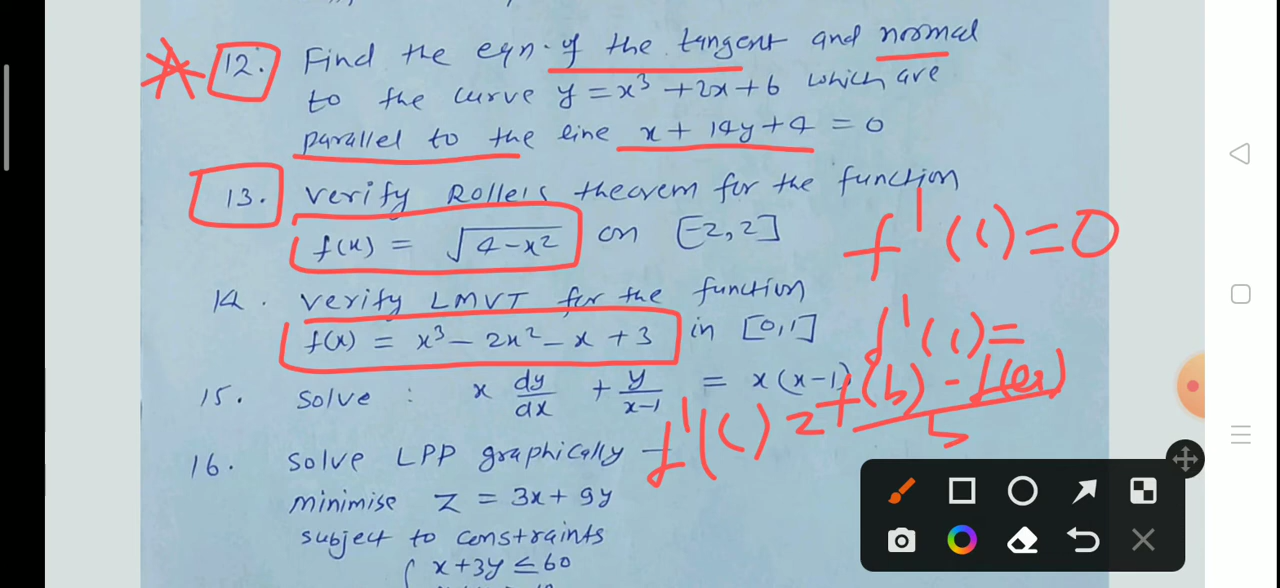 12. Find the eqn. of the tangent and normal
to the curve y = x³ + 2x + 6 which are
parallel to the line x + 14y + 4 = 0
13. Verify Rolle's theorem for the function
f(x) = √4-x² on [-2,2]
f'(c)=0
14. Verify LMVT for the function
f(x) = x³ - 2x² - x + 3 in [0,1]
f'(c)=
15. Solve : x dy/dx + y/x-1 = x(x-1)
f'(c) = f(b) - f(a)
16. Solve LPP graphically
minimise Z = 3x + 9y
subject to constraints
x + 3y ≤ 60